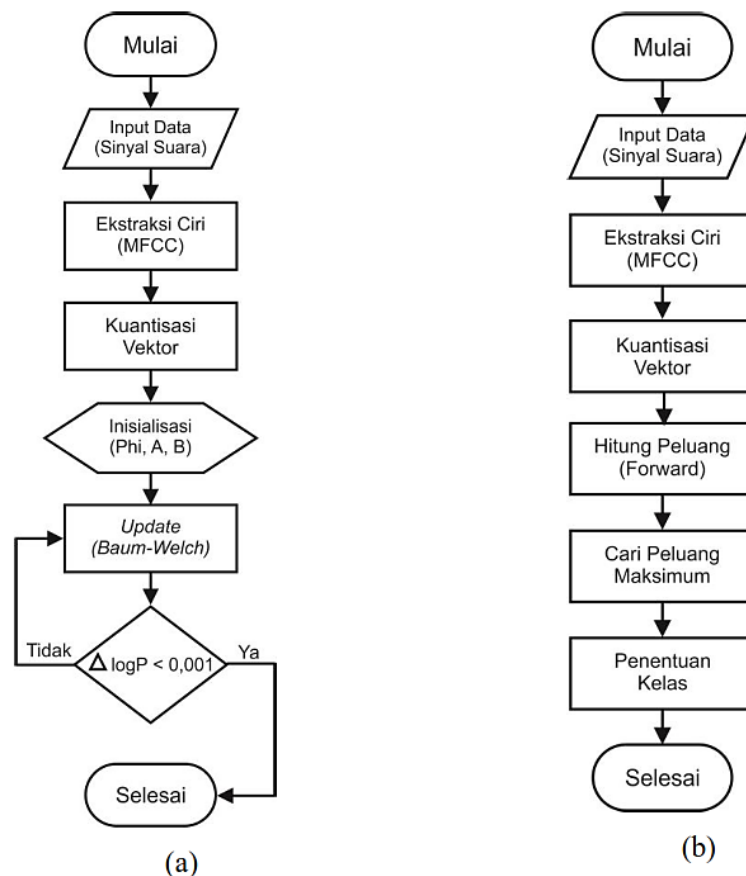 Mulai
Input Data
(Sinyal Suara)
Ekstraksi Ciri
(MFCC)
Kuantisasi
Vektor
Inisialisasi
(Phi, A, B)
Update
(Baum-Welch)
Tidak
Δ logP < 0,001
Ya
Selesai
(a)
Mulai
Input Data
(Sinyal Suara)
Ekstraksi Ciri
(MFCC)
Kuantisasi
Vektor
Hitung Peluang
(Forward)
Cari Peluang
Maksimum
Penentuan
Kelas
Selesai
(b)